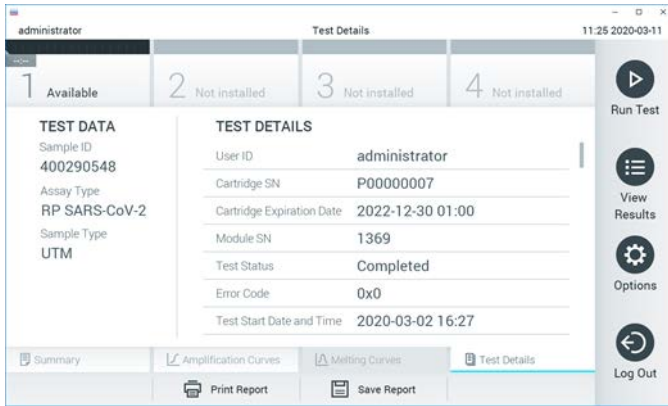 administrator Test Details 11:25 2020-03-11
1 Available 2 Not installed 3 Not installed 4 Not installed
Run Test
View
Results
Options
Log Out
TEST DATA
Sample ID
400290548
Assay Type
RP SARS-CoV-2
Sample Type
UTM
TEST DETAILS
User ID administrator
Cartridge SN P00000007
Cartridge Expiration Date 2022-12-30 01:00
Module SN 1369
Test Status Completed
Error Code 0x0
Test Start Date and Time 2020-03-02 16:27
Summary Amplification Curves Melting Curves Test Details
Print Report Save Report